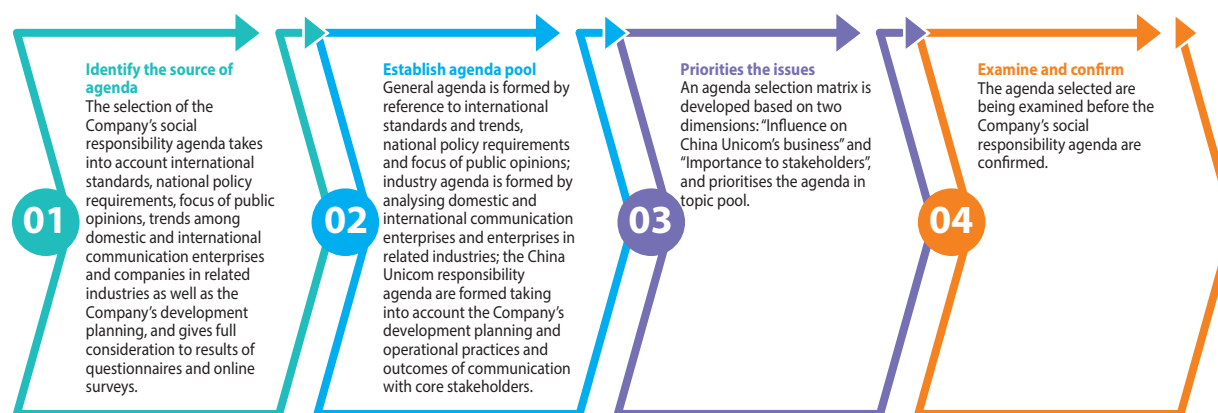 01
Identify the source of
agenda
The selection of the
Company's social
responsibility agenda takes
into account international
standards, national policy
requirements, focus of public
opinions, trends among
domestic and international
communication enterprises
and companies in related
industries as well as the
Company's development
planning, and gives full
consideration to results of
questionnaires and online
surveys.
02
Establish agenda pool
General agenda is formed by
reference to international
standards and trends,
national policy requirements
and focus of public opinions;
industry agenda is formed by
analysing domestic and
international communication
enterprises and enterprises in
related industries; the China
Unicom responsibility
agenda are formed taking
into account the Company's
development planning and
operational practices and
outcomes of communication
with core stakeholders.
03
Priorities the issues
An agenda selection matrix is
developed based on two
dimensions: “Influence on
China Unicom's business” and
“Importance to stakeholders”,
and prioritises the agenda in
topic pool.
04
Examine and confirm
The agenda selected are
being examined before the
Company's social
responsibility agenda are
confirmed.